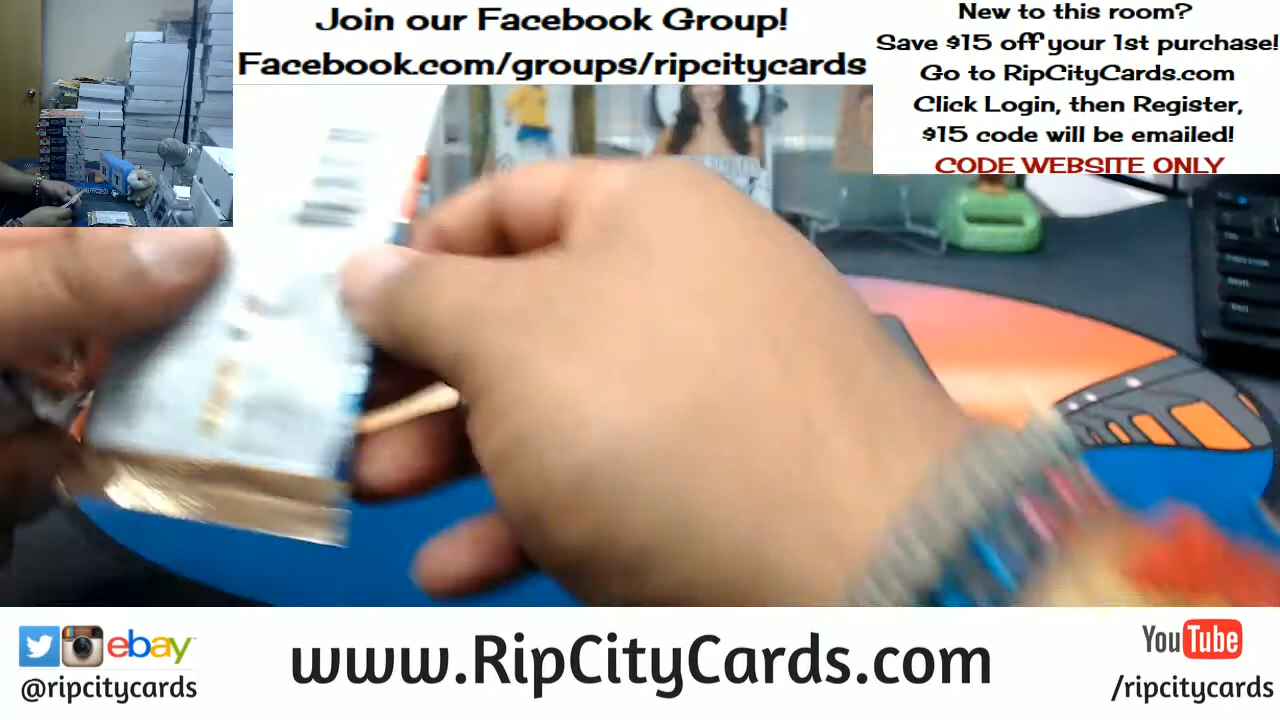 Join our Facebook Group!
Facebook.com/groups/ripcitycards
New to this room?
Save $15 off your 1st purchase!
Go to RipCityCards.com
Click Login, then Register,
$15 code will be emailed!
CODE WEBSITE ONLY
ebay
@ripcitycards
www.RipCityCards.com
YouTube
/ripcitycards